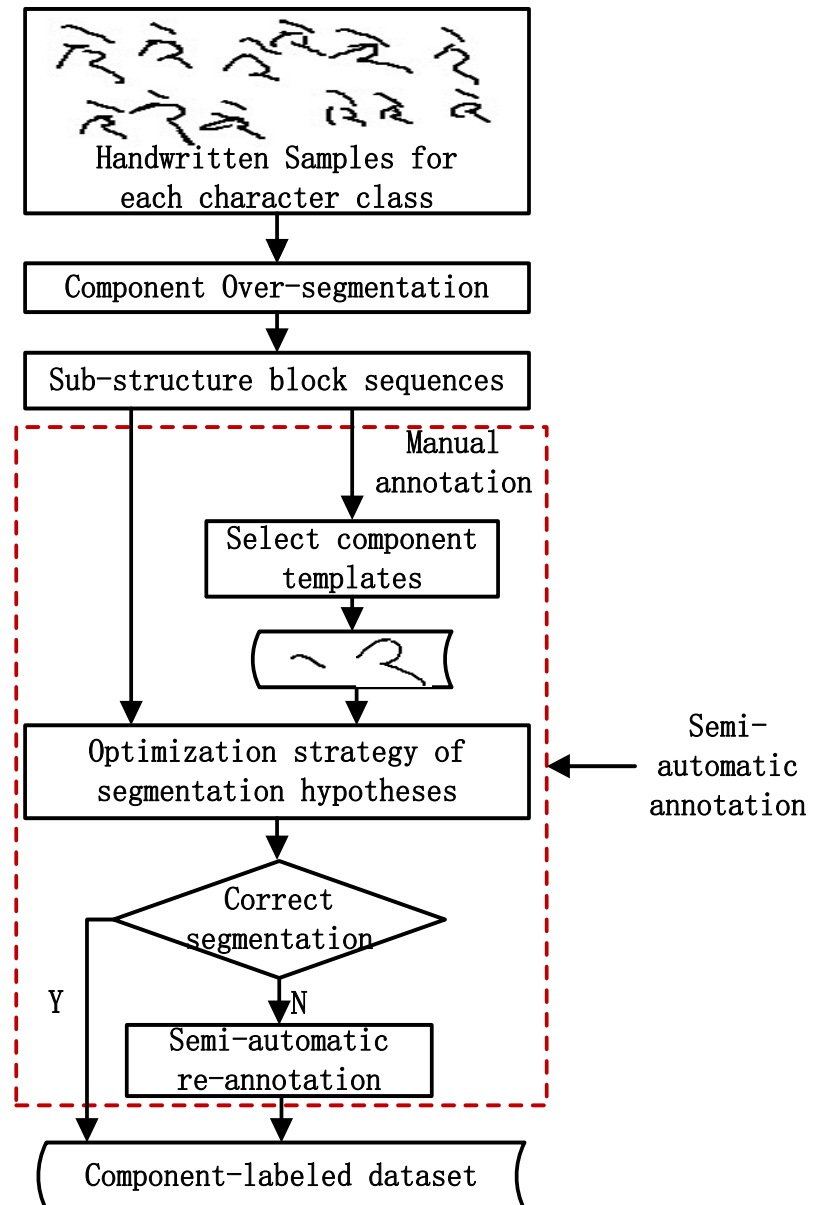 Handwritten Samples for
each character class
Component Over-segmentation
Sub-structure block sequences
Manual
annotation
Select component
templates
Optimization strategy of
segmentation hypotheses
Semi-
automatic
annotation
Correct
segmentation
Y
N
Semi-automatic
re-annotation
Component-labeled dataset